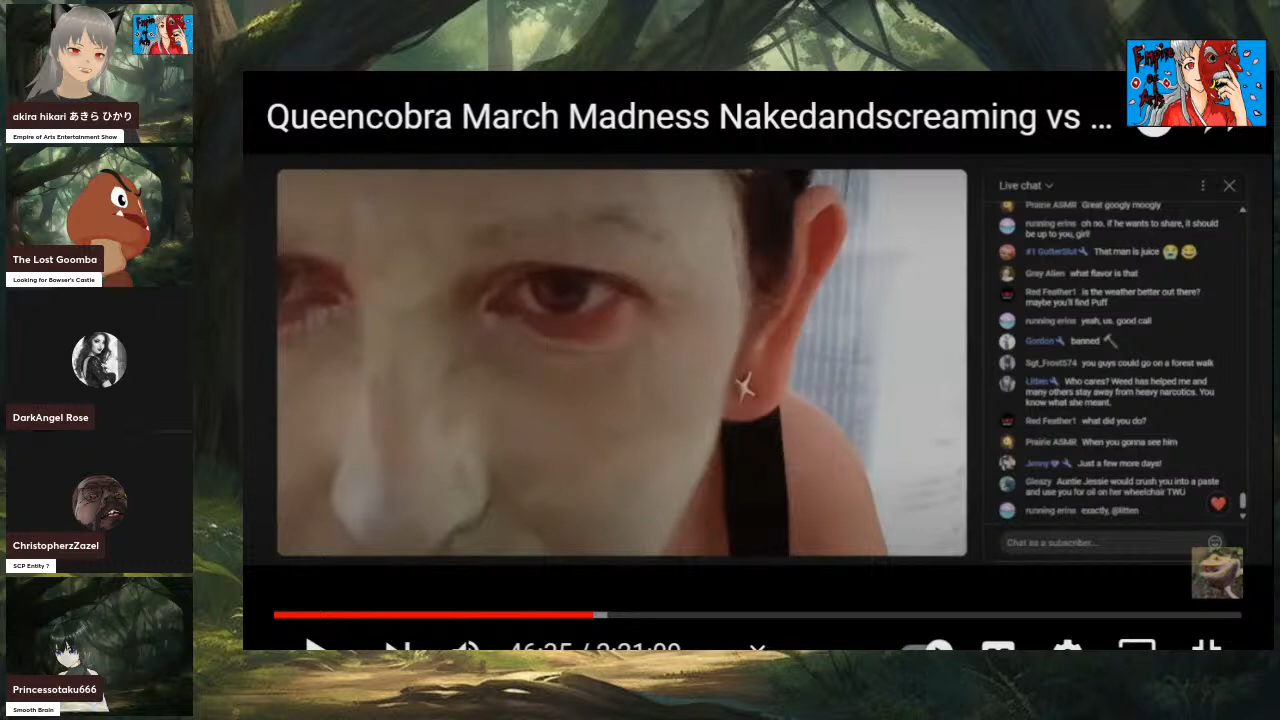 akira hikari あきら ひかり
Empire of Arts Entertainment Show
The Lost Goomba
Looking for Bowser's Castle
DarkAngel Rose
ChristopherzZazel
SCP Entity ?
Princessotaku666
Smooth Brain
Empire of Arts
Queencobra March Madness Nakedandscreaming vs ...
Live chat
Prairie ASMR Great googly moogly
running erins oh no. if he wants to share, it should
be up to you, girl!
#1 GutterSlut That man is juice
Gray Alien what flavor is that
Red Feather1 is the weather better out there?
maybe you'll find Puff
running erins yeah, us. good call
Gordon banned
Sgt_Frost574 you guys could go on a forest walk
Litten Who cares? Weed has helped me and
many others stay away from heavy narcotics. You
know what she meant.
Red Feather1 what did you do?
Prairie ASMR When you gonna see him
Jenny Just a few more days!
Gleazy Auntie Jessie would crush you into a paste
and use you for oil on her wheelchair TWU
running erins exactly, @litten
Chat as a subscriber...